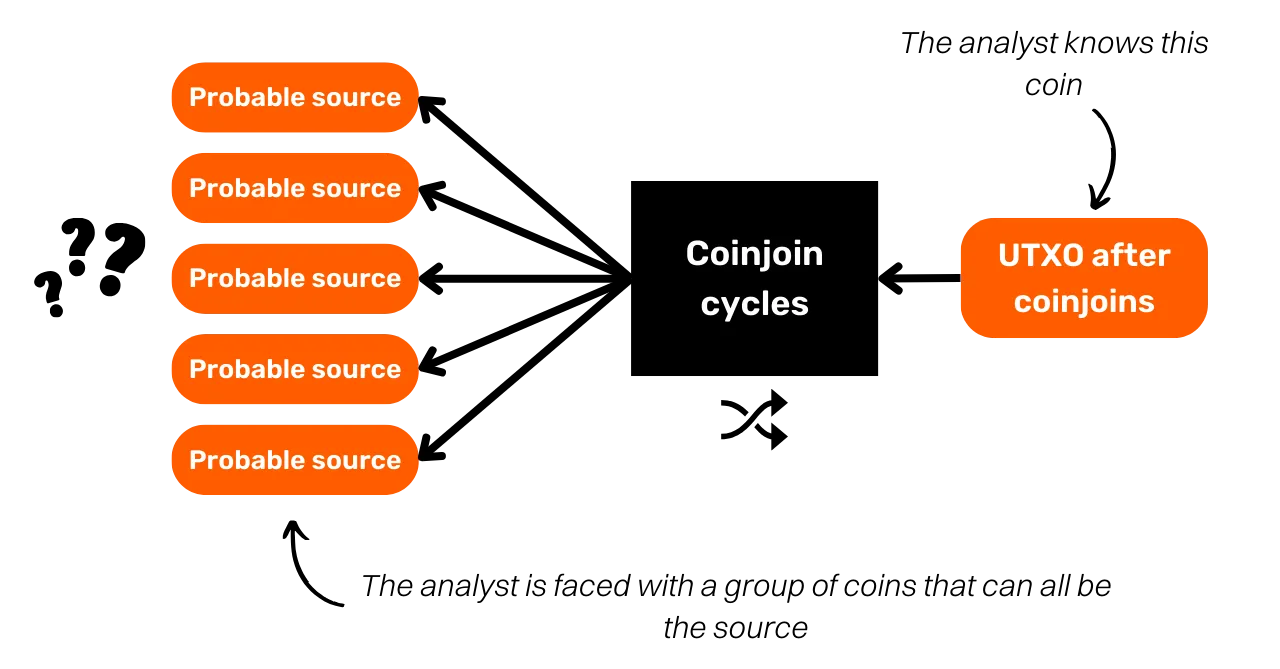 The analyst knows this
coin
Probable source
Probable source
Probable source
Probable source
Probable source
???
Coinjoin
cycles
UTXO after
coinjoins
The analyst is faced with a group of coins that can all be
the source